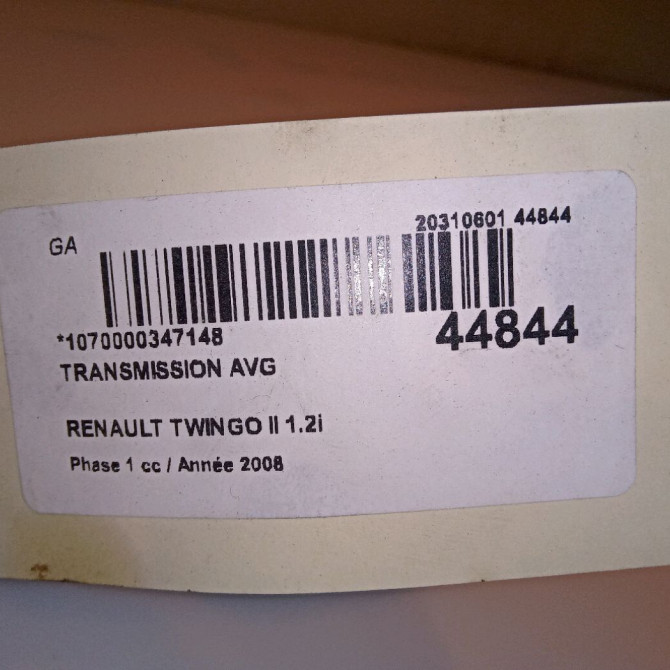 GA
20310601 44844
*1070000347148
44844
TRANSMISSION AVG
RENAULT TWINGO II 1.2i
Phase 1 cc / Année 2008